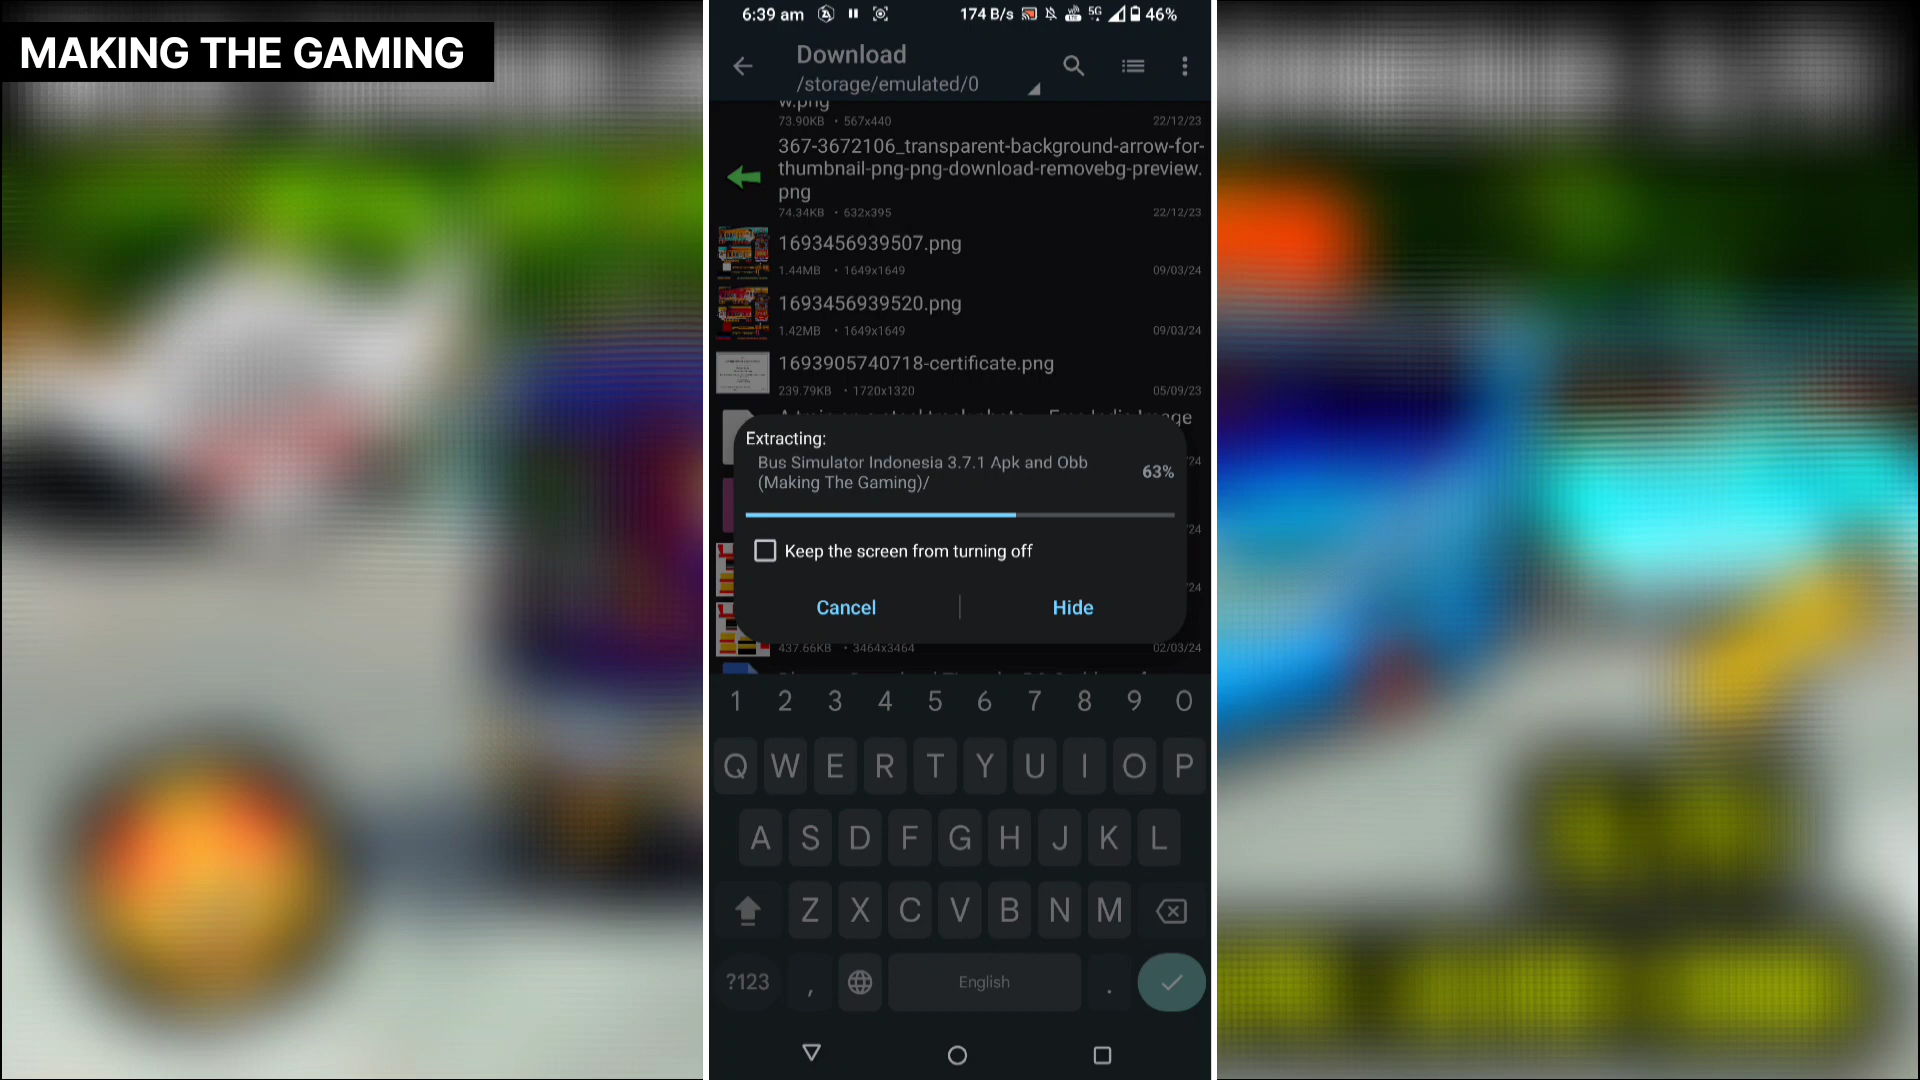 MAKING THE GAMING
6:39 am
174 B/s
5G
46%
Download
/storage/emulated/0
w.png
73.90KB • 567x440
22/12/23
367-3672106_transparent-background-arrow-for-
thumbnail-png-png-download-removebg-preview.
png
74.34KB • 632x395
22/12/23
1693456939507.png
1.44MB • 1649x1649
09/03/24
1693456939520.png
1.42MB • 1649x1649
09/03/24
1693905740718-certificate.png
239.79KB • 1720x1320
05/09/23
Extracting:
Bus Simulator Indonesia 3.7.1 Apk and Obb
(Making The Gaming)/
63%
/24
/24
/24
Keep the screen from turning off
Cancel
Hide
437.66KB • 3464x3464
02/03/24
1 2 3 4 5 6 7 8 9 0
Q W E R T Y U I O P
A S D F G H J K L
Z X C V B N M
?123 , English .